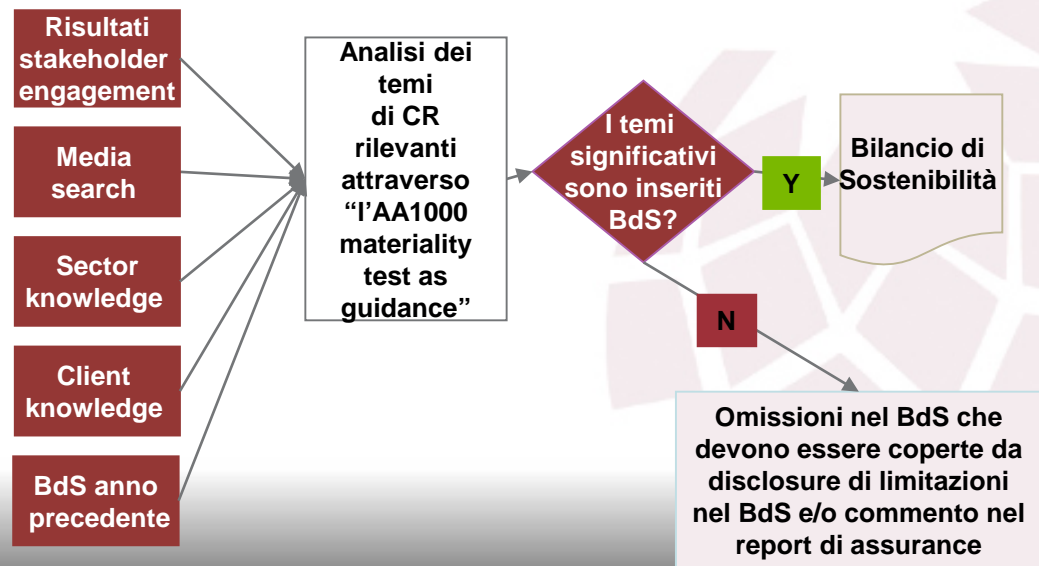 Risultati
stakeholder
engagement
Media
search
Sector
knowledge
Client
knowledge
BdS anno
precedente
Analisi dei
temi
di CR
rilevanti
attraverso
“l’AA1000
materiality
test as
guidance”
I temi
significativi
sono inseriti
BdS?
Y
Bilancio di
Sostenibilità
N
Omissioni nel BdS che
devono essere coperte da
disclosure di limitazioni
nel BdS e/o commento nel
report di assurance